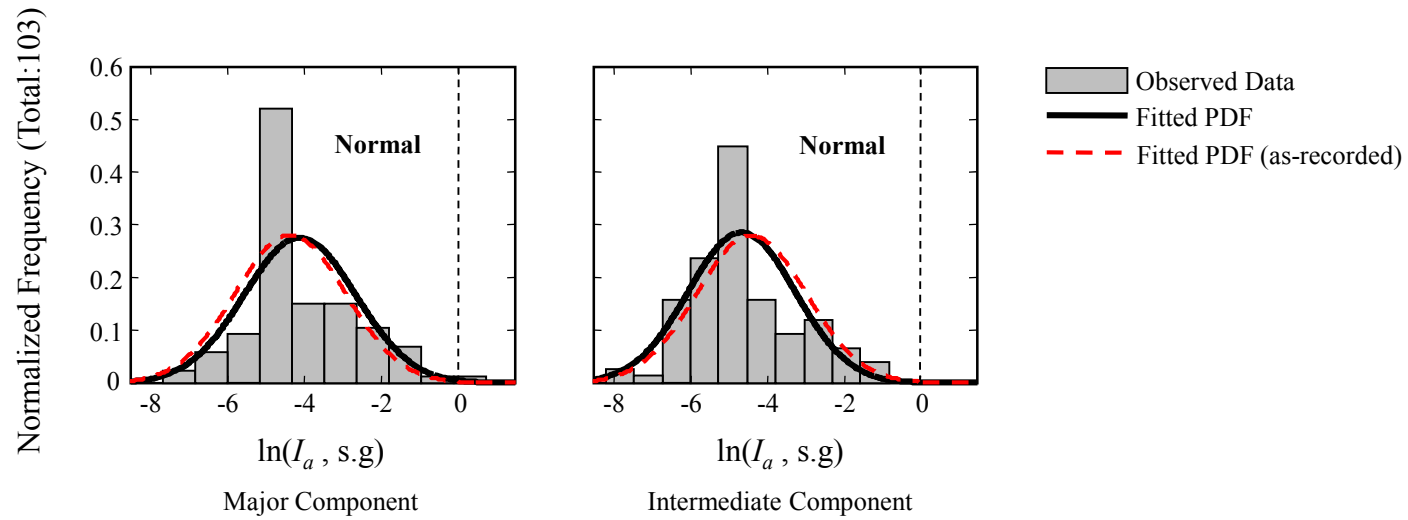 Normalized Frequency (Total:103)
0.6
0.5
0.4
0.3
0.2
0.1
0
Normal
-8 -6 -4 -2 0
ln(Ia , s.g)
Major Component
Normal
-8 -6 -4 -2 0
ln(Ia , s.g)
Intermediate Component
Observed Data
Fitted PDF
Fitted PDF (as-recorded)